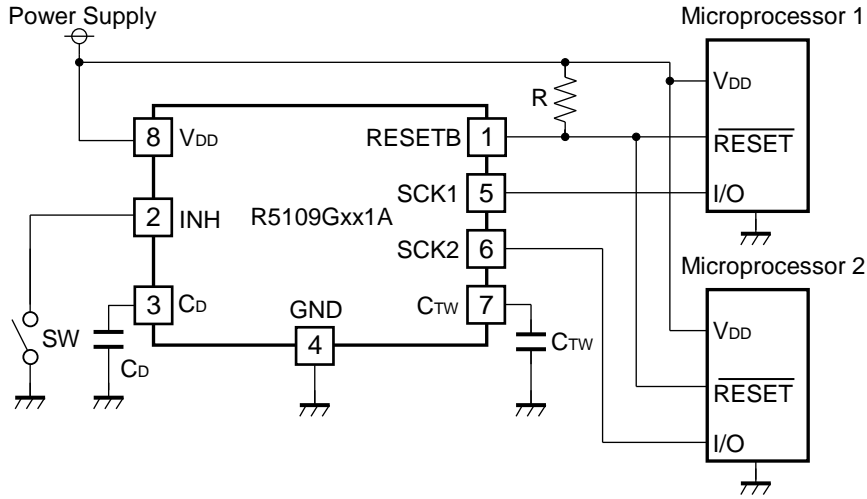 Power Supply
Microprocessor 1
VDD
R
8
VDD
RESETB
1
RESET
SCK1
5
I/O
2
INH
R5109Gxx1A
SCK2
6
Microprocessor 2
3
CD
GND
CTW
7
VDD
SW
CD
4
CTW
RESET
I/O